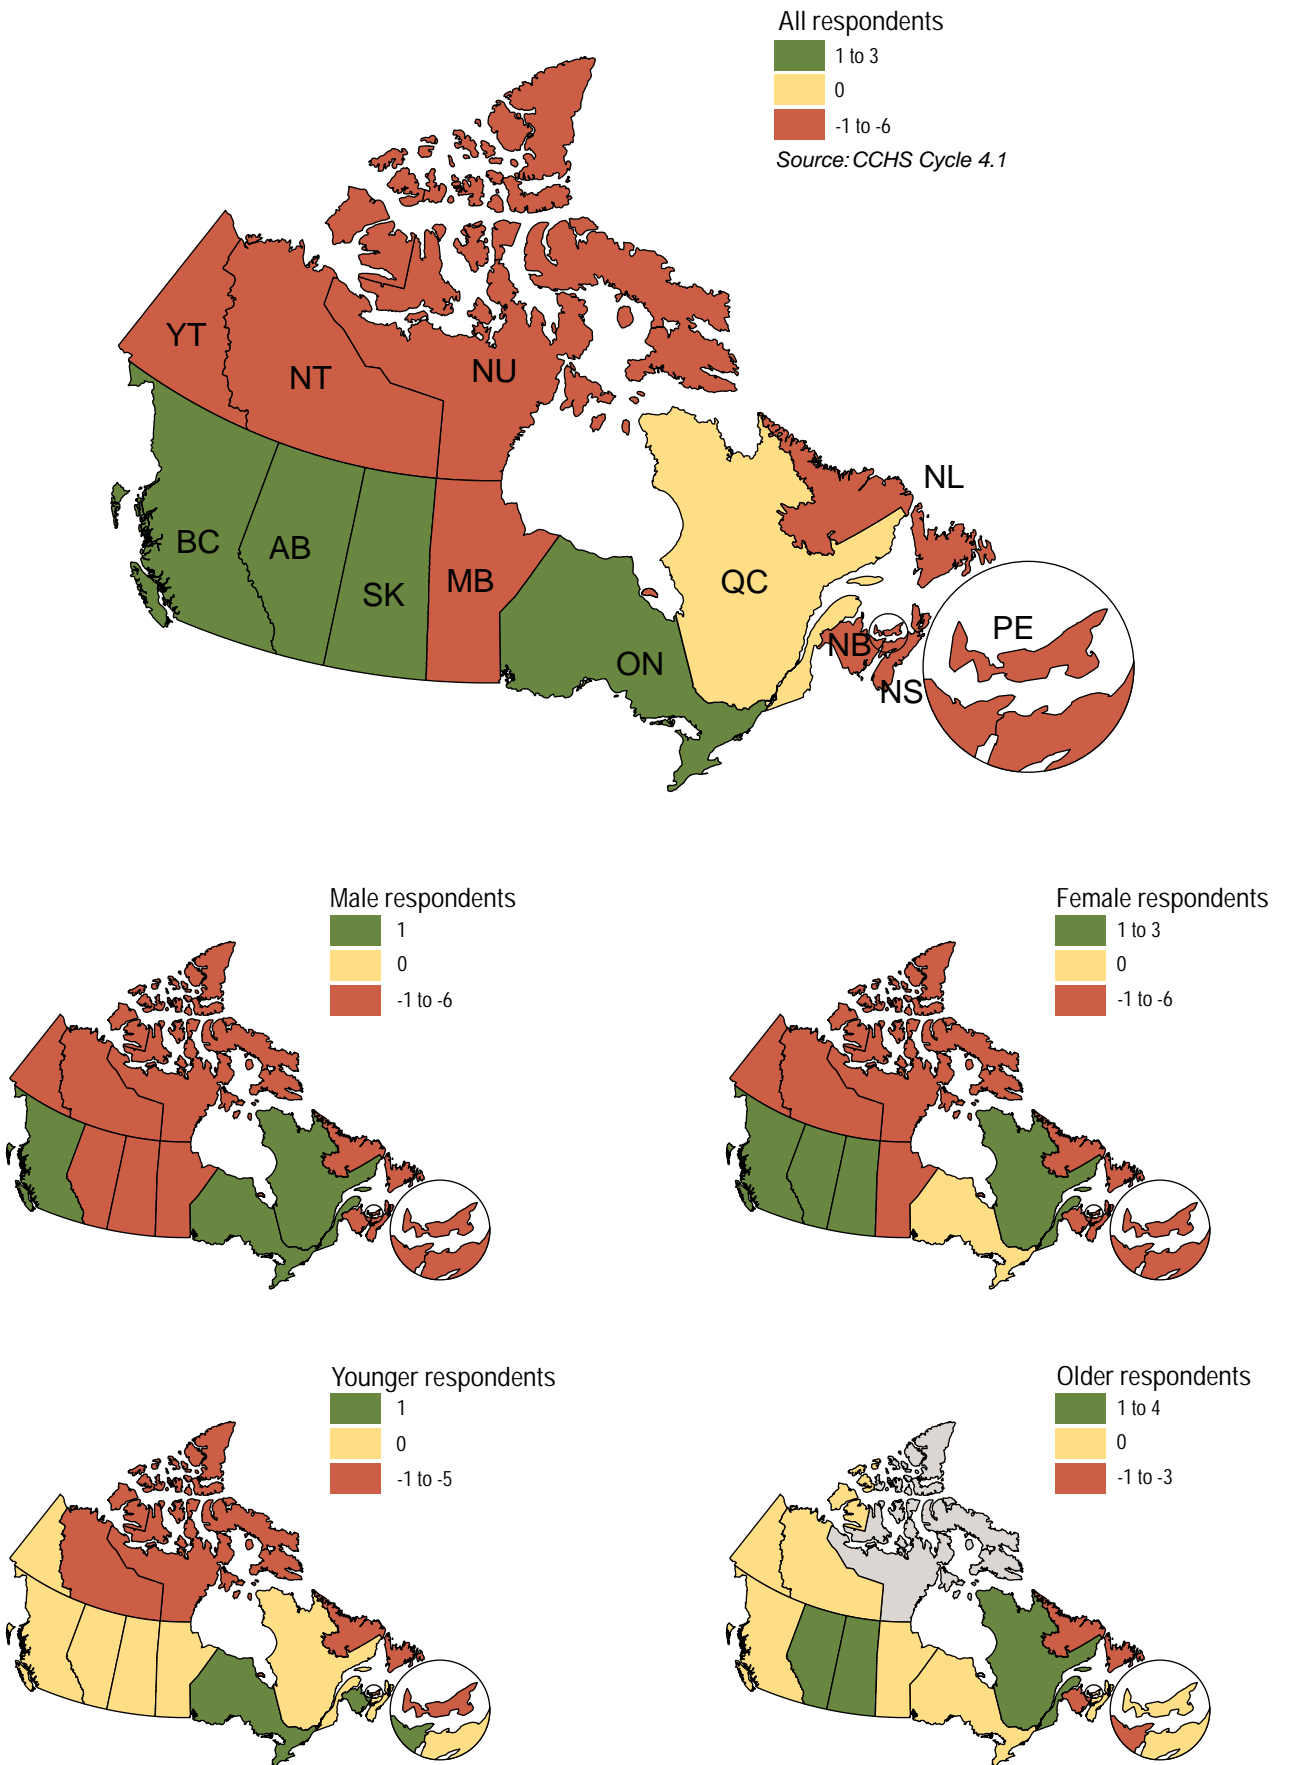 All respondents
1 to 3
0
-1 to -6
Source: CCHS Cycle 4.1
YT
NT
NU
NL
BC
AB
SK
MB
QC
ON
NB
PE
NS
Male respondents
1
0
-1 to -6
Female respondents
1 to 3
0
-1 to -6
Younger respondents
1
0
-1 to -5
Older respondents
1 to 4
0
-1 to -3